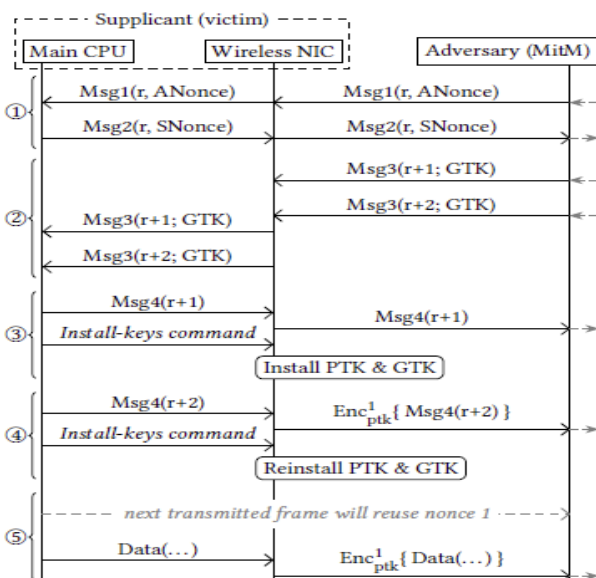 Supplicant (victim)
Main CPU Wireless NIC Adversary (MitM)
① Msg1(r, ANonce) Msg1(r, ANonce)
Msg2(r, SNonce) Msg2(r, SNonce)
② Msg3(r+1; GTK)
Msg3(r+2; GTK)
Msg3(r+1; GTK)
Msg3(r+2; GTK)
③ Msg4(r+1) Msg4(r+1)
Install-keys command
Install PTK & GTK
④ Msg4(r+2) Enc¹ptk{ Msg4(r+2) }
Install-keys command
Reinstall PTK & GTK
⑤ next transmitted frame will reuse nonce 1
Data(...) Enc¹ptk{ Data(...) }